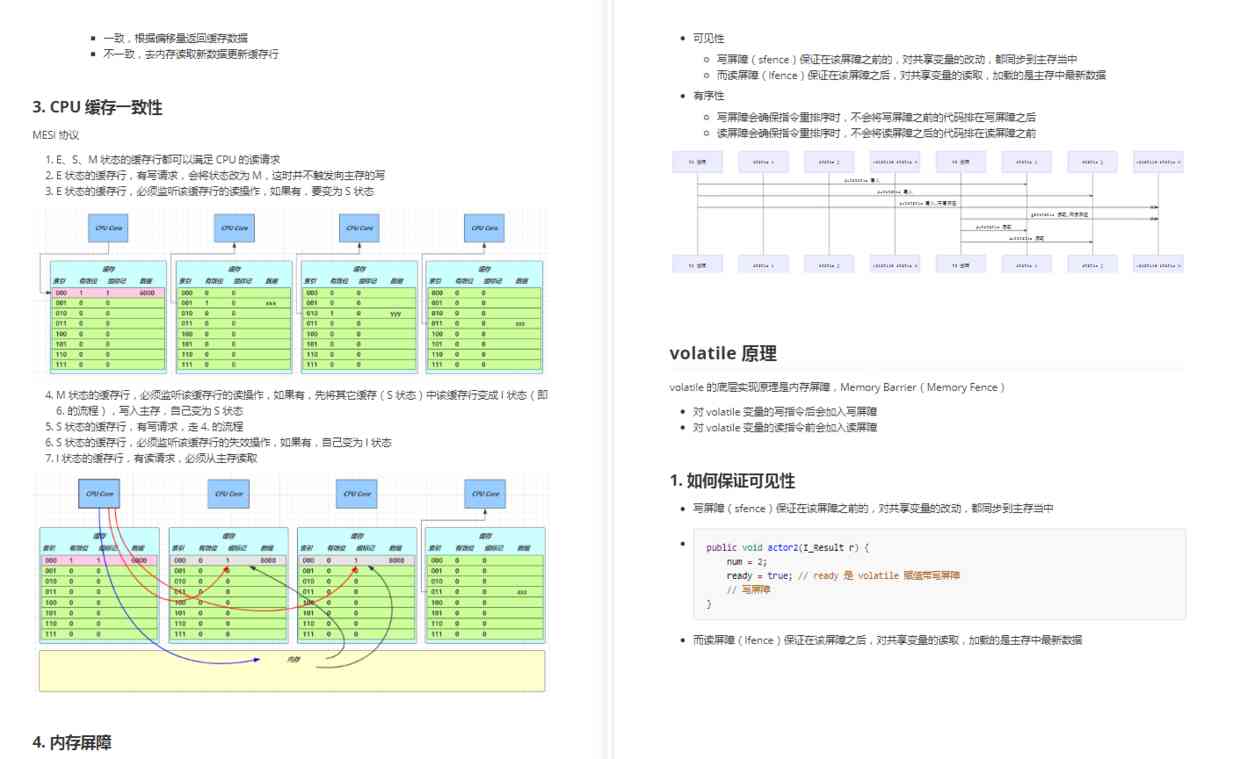 一致，根据偏移量返回缓存数据
不一致，去内存读取新数据更新缓存行
3. CPU 缓存一致性
MESI 协议
1. E、S、M 状态的缓存行都可以满足 CPU 的读请求
2. E 状态的缓存行，有写请求，会将状态改为 M，这时并不触发向主存的写
3. E 状态的缓存行，必须监听该缓存行的读操作，如果有，要变为 S 状态
CPU Core CPU Core CPU Core CPU Core
缓存 缓存 缓存 缓存
索引 有效位 组标记 数据 索引 有效位 组标记 数据 索引 有效位 组标记 数据 索引 有效位 组标记 数据
000 1 1 6000 000 0 0 000 0 0 000 0 0
001 0 0 001 1 0 xxx 001 0 0 001 0 0
010 0 0 010 0 0 010 1 0 yyy 010 0 0
011 0 0 011 0 0 011 0 0 011 0 0 zzz
100 0 0 100 0 0 100 0 0 100 0 0
101 0 0 101 0 0 101 0 0 101 0 0
110 0 0 110 0 0 110 0 0 110 0 0
111 0 0 111 0 0 111 0 0 111 0 0
4. M 状态的缓存行，必须监听该缓存行的读操作，如果有，先将其它缓存（S 状态）中该缓存行变成 I 状态（即
6. 的流程），写入主存，自己变为 S 状态
5. S 状态的缓存行，有写请求，走 4. 的流程
6. S 状态的缓存行，必须监听该缓存行的失效操作，如果有，自己变为 I 状态
7. I 状态的缓存行，有读请求，必须从主存读取
CPU Core CPU Core CPU Core CPU Core
缓存 缓存 缓存 缓存
索引 有效位 组标记 数据 索引 有效位 组标记 数据 索引 有效位 组标记 数据 索引 有效位 组标记 数据
000 1 1 000 0 1 000 0 1 000 0 0
001 0 0 001 0 001 0 001 0 0
010 0 0 010 0 0 010 0 0 010 0 0
011 0 0 011 0 0 011 0 0 011 0 0 zzz
100 0 0 100 0 0 100 0 0 100 0 0
101 0 0 101 0 0 101 0 0 101 0 0
110 0 0 110 0 0 110 0 0 110 0 0
111 0 0 111 0 0 111 0 0 111 0 0
内存
4. 内存屏障
可见性
写屏障（sfence）保证在该屏障之前的，对共享变量的改动，都同步到主存当中
而读屏障（lfence）保证在该屏障之后，对共享变量的读取，加载的是主存中最新数据
有序性
写屏障会确保指令重排序时，不会将写屏障之前的代码排在写屏障之后
读屏障会确保指令重排序时，不会将读屏障之后的代码排在读屏障之前
volatile 原理
volatile 的底层实现原理是内存屏障，Memory Barrier（Memory Fence）
对 volatile 变量的写指令后会加入写屏障
对 volatile 变量的读指令前会加入读屏障
1. 如何保证可见性
写屏障（sfence）保证在该屏障之前的，对共享变量的改动，都同步到主存当中
public void actor2(I_Result r) {
num = 2;
ready = true; // ready 是 volatile 赋值带写屏障
// 写屏障
}
而读屏障（lfence）保证在该屏障之后，对共享变量的读取，加载的是主存中最新数据